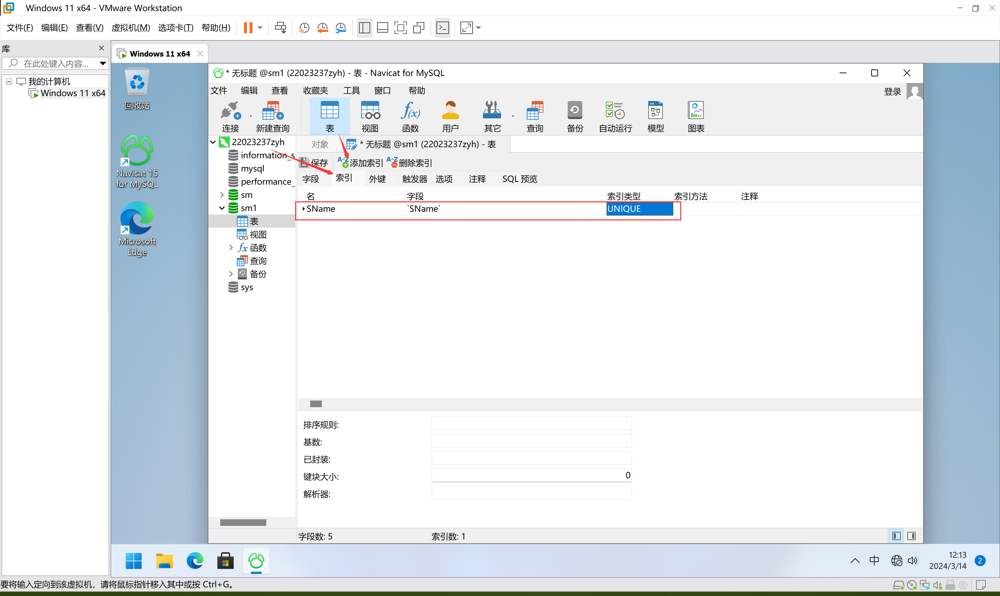 Windows 11 x64 - VMware Workstation
文件(F) 编辑(E) 查看(V) 虚拟机(M) 选项卡(T) 帮助(H)
库
在此处键入内容...
我的计算机
Windows 11 x64
Windows 11 x64
回收站
Navicat 15
for MySQL
Microsoft
Edge
* 无标题 @sm1 (22023237zyh) - 表 - Navicat for MySQL
文件 编辑 查看 收藏夹 工具 窗口 帮助
登录
连接 新建查询 表 视图 函数 用户 其它 查询 备份 自动运行 模型 图表
22023237zyh
information_s
mysql
performance_
sm
sm1
表
视图
函数
查询
备份
sys
对象 * 无标题 @sm1 (22023237zyh) - 表
保存 添加索引 删除索引
字段 索引 外键 触发器 选项 注释 SQL 预览
名 字段 索引类型 索引方法 注释
SName `SName` UNIQUE
排序规则:
基数:
已封装:
键块大小: 0
解析器:
字段数: 5 索引数: 1
中
12:13
2024/3/14
2
要将输入定向到该虚拟机，请将鼠标指针移入其中或按 Ctrl+G。